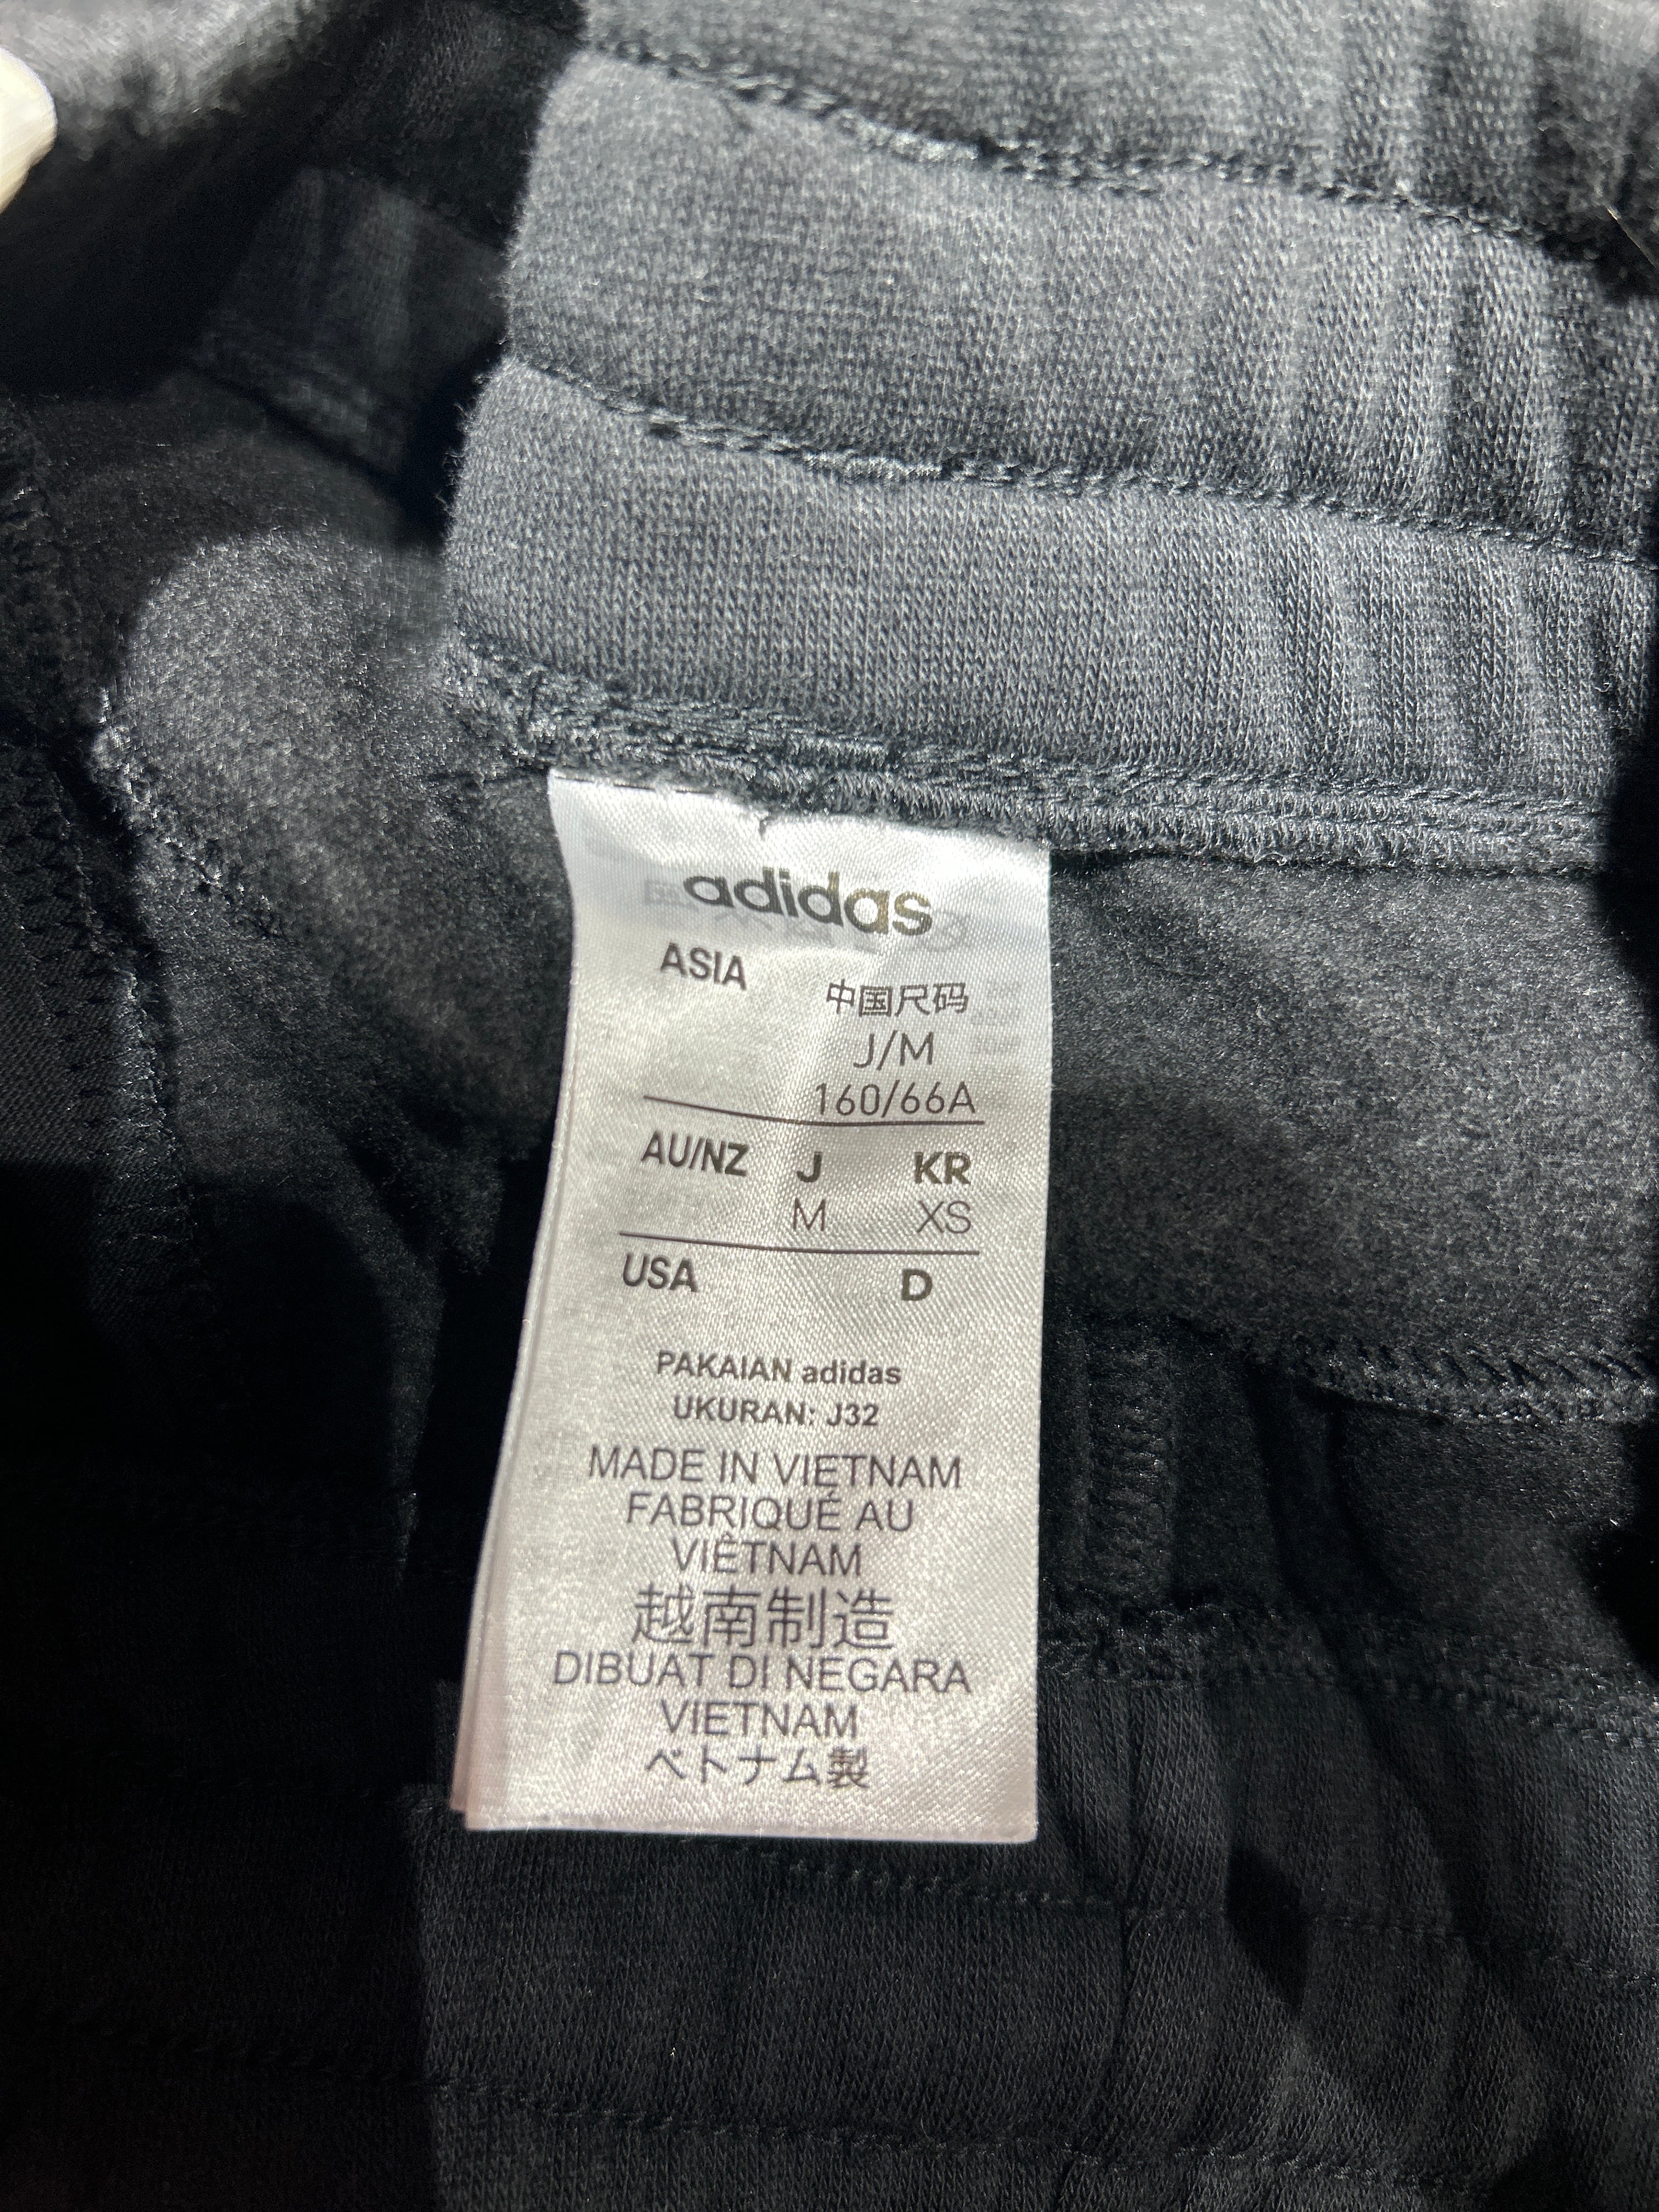 adidas
ASIA
中国尺码
J/M
160/66A
AU/NZ J KR
M XS
USA D
PAKAIAN adidas
UKURAN: J32
MADE IN VIETNAM
FABRIQUÉ AU
VIÊTNAM
越南制造
DIBUAT DI NEGARA
VIETNAM
ベトナム製